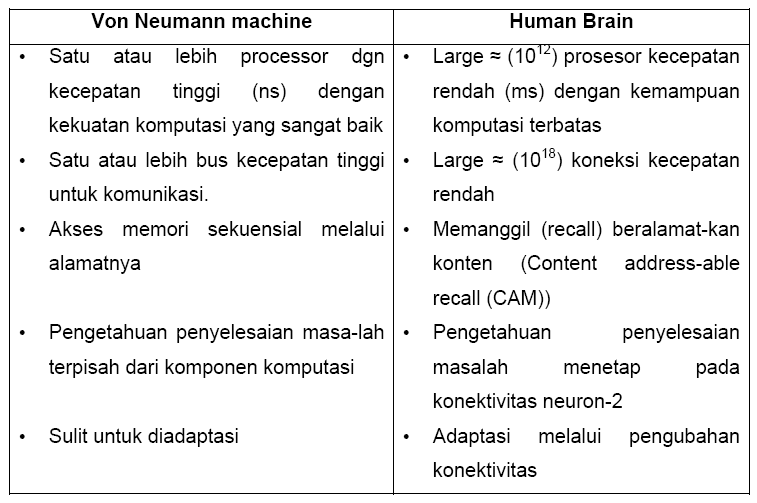 Von Neumann machine
Human Brain
• Satu atau lebih processor dgn
kecepatan tinggi (ns) dengan
kekuatan komputasi yang sangat baik
• Satu atau lebih bus kecepatan tinggi
untuk komunikasi.
• Akses memori sekuensial melalui
alamatnya
• Pengetahuan penyelesaian masa-lah
terpisah dari komponen komputasi
• Sulit untuk diadaptasi
• Large ≈ (10¹²) prosesor kecepatan
rendah (ms) dengan kemampuan
komputasi terbatas
• Large ≈ (10¹⁸) koneksi kecepatan
rendah
• Memanggil (recall) beralamat-kan
konten (Content address-able
recall (CAM))
• Pengetahuan penyelesaian
masalah menetap pada
konektivitas neuron-2
• Adaptasi melalui pengubahan
konektivitas